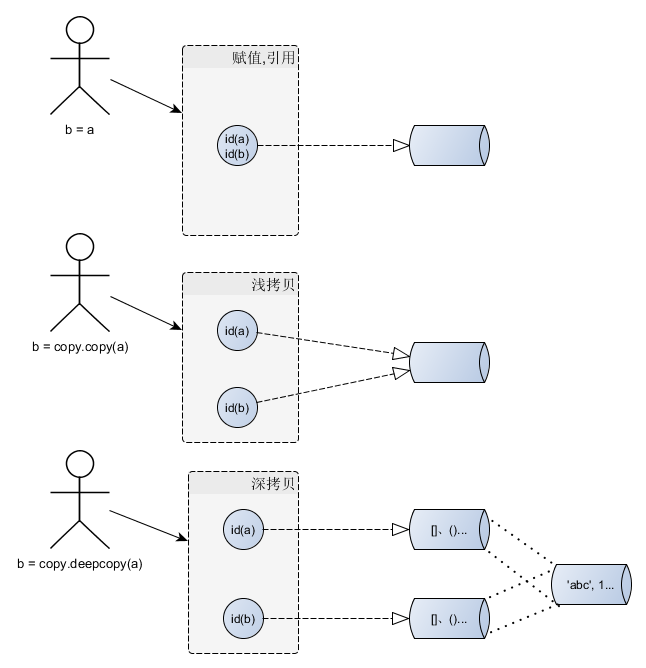 赋值,引用
id(a)
id(b)
b = a
浅拷贝
id(a)
b = copy.copy(a)
id(b)
深拷贝
id(a)
[]、()...
b = copy.deepcopy(a)
'abc', 1...
id(b)
[]、()...